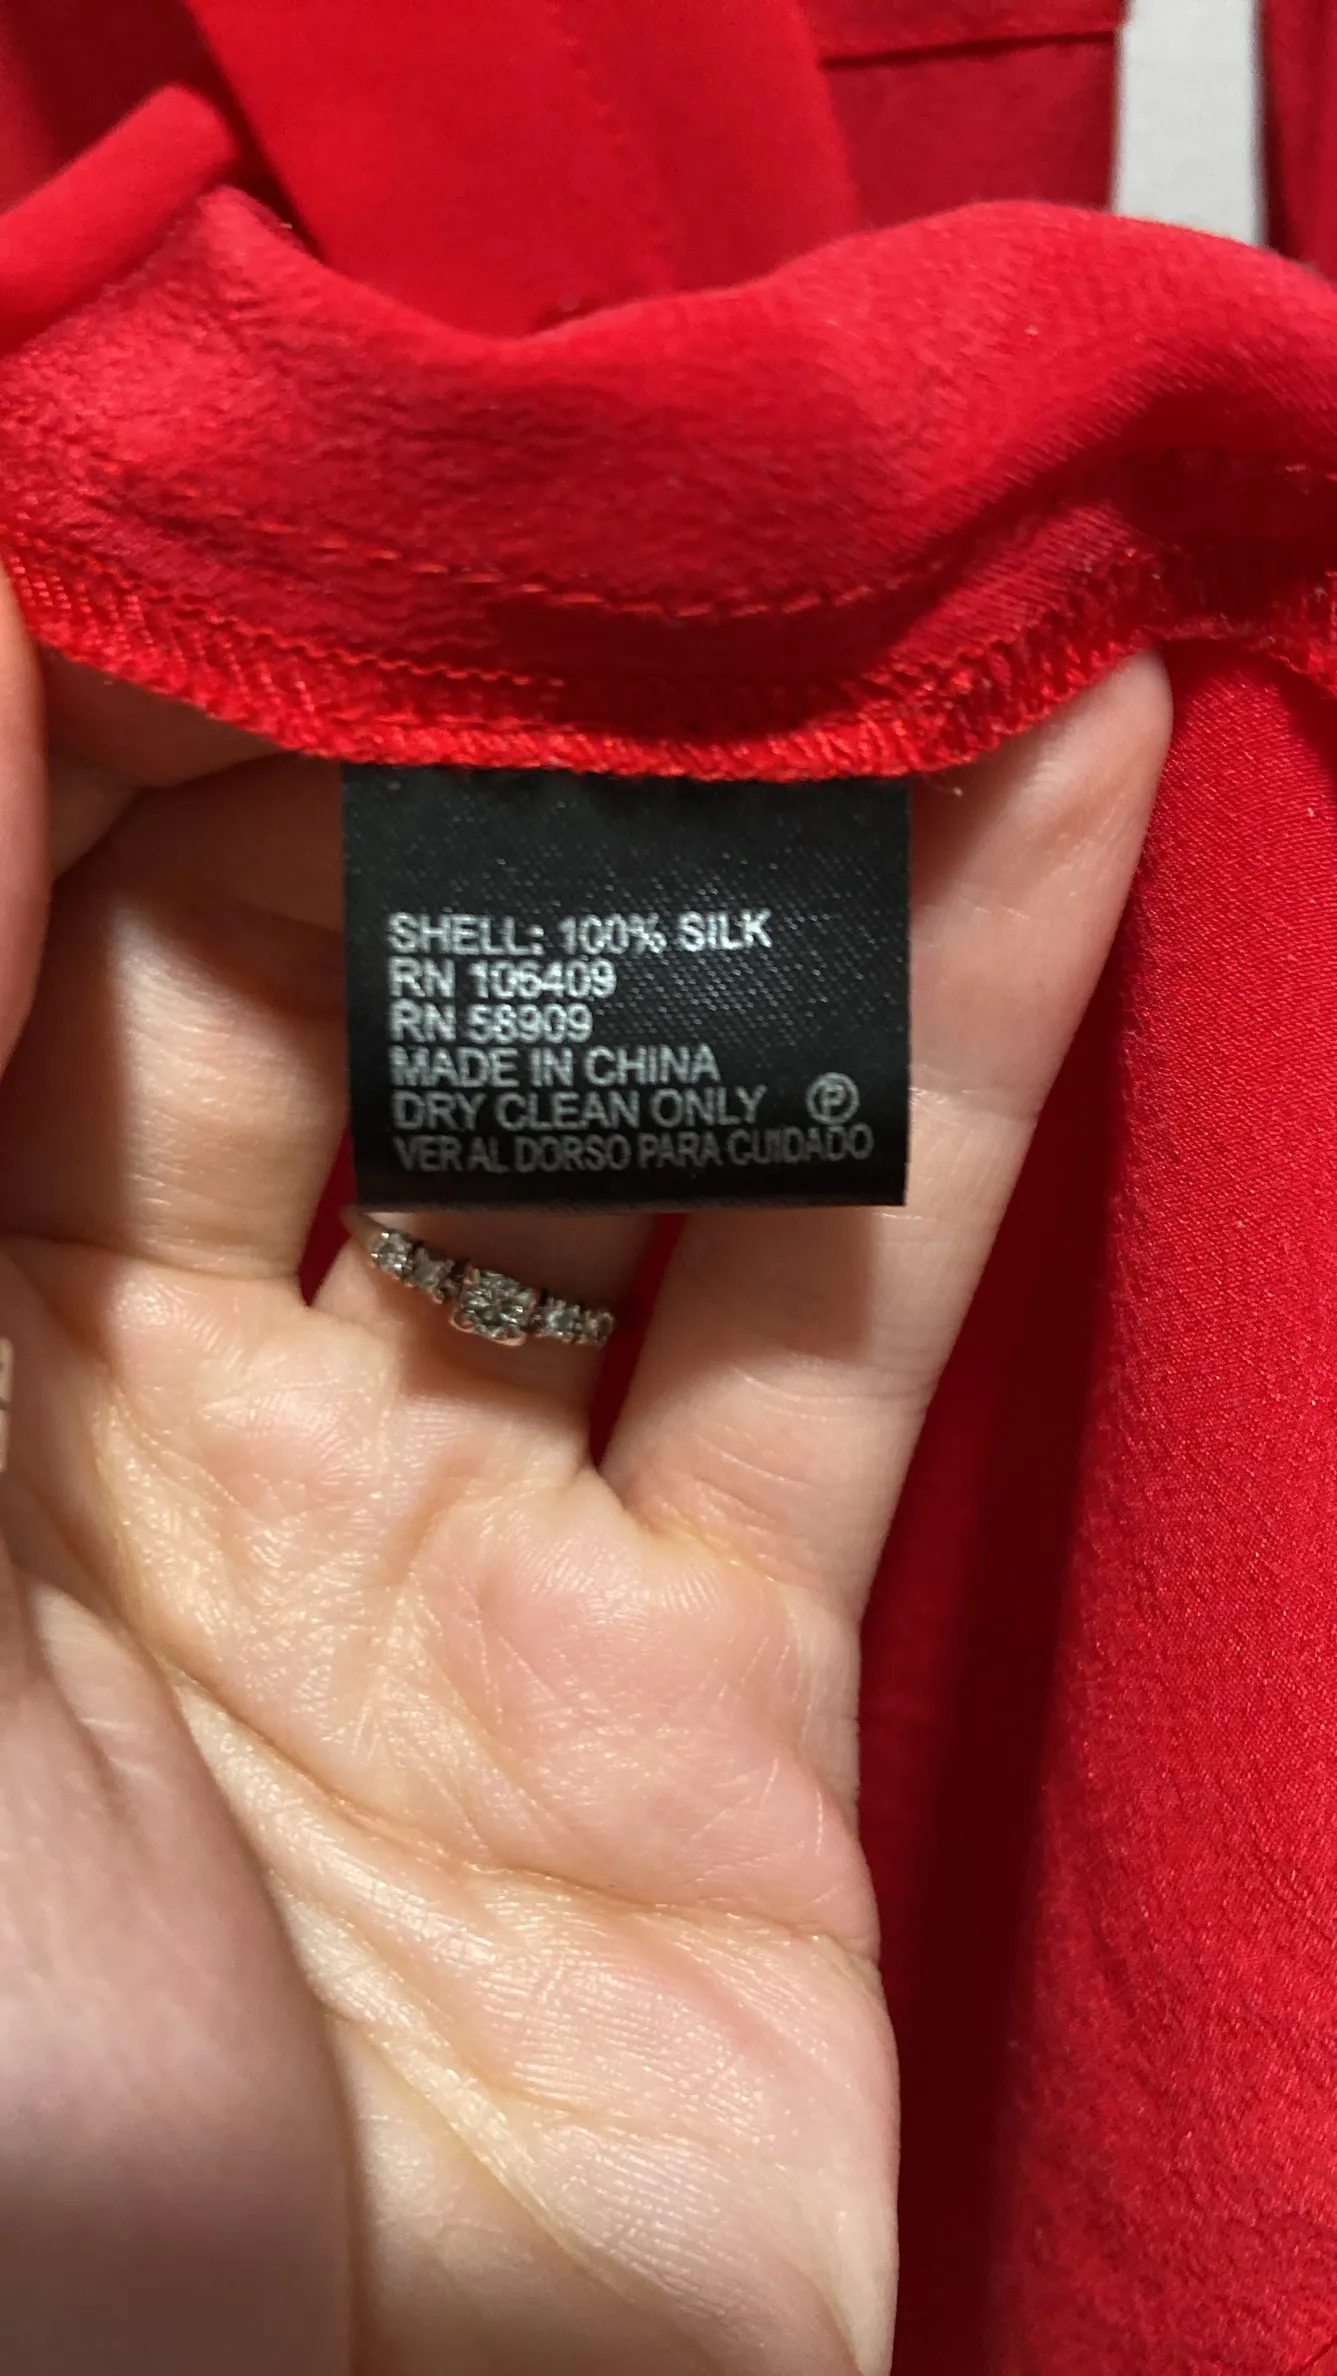 SHELL: 100% SILK
RN 106409
RN 58909
MADE IN CHINA
DRY CLEAN ONLY Ⓟ
VER AL DORSO PARA CUIDADO